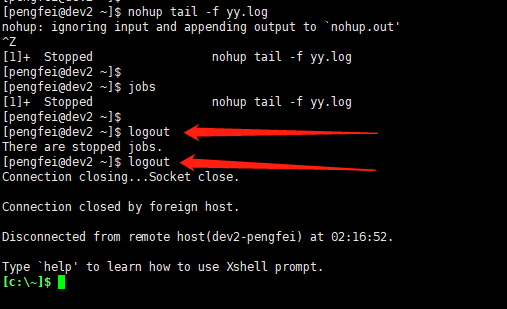 [pengfei@dev2 ~]$
[pengfei@dev2 ~]$ nohup tail -f yy.log
nohup: ignoring input and appending output to `nohup.out'
^Z
[1]+  Stopped                 nohup tail -f yy.log
[pengfei@dev2 ~]$
[pengfei@dev2 ~]$ jobs
[1]+  Stopped                 nohup tail -f yy.log
[pengfei@dev2 ~]$
[pengfei@dev2 ~]$ logout
There are stopped jobs.
[pengfei@dev2 ~]$ logout
Connection closing...Socket close.
Connection closed by foreign host.
Disconnected from remote host(dev2-pengfei) at 02:16:52.
Type `help' to learn how to use Xshell prompt.
[c:\~]$